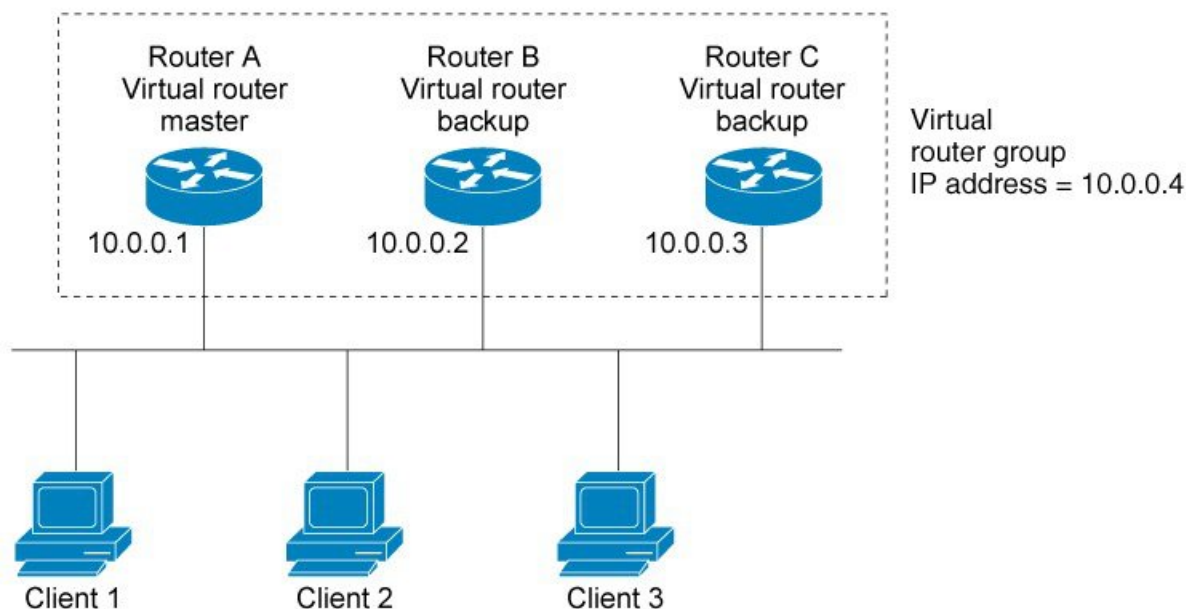 Router A
Virtual router
master
Router B
Virtual router
backup
Router C
Virtual router
backup
Virtual
router group
IP address = 10.0.0.4
10.0.0.1
10.0.0.2
10.0.0.3
Client 1
Client 2
Client 3